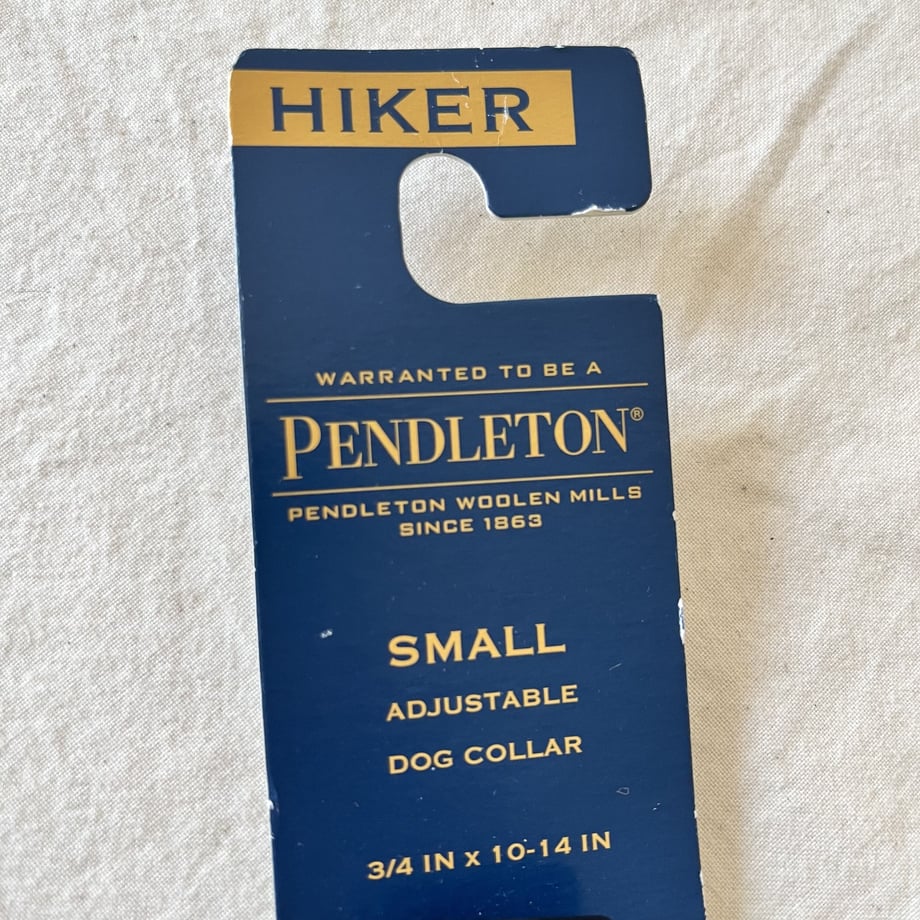 HIKER
WARRANTED TO BE A
PENDLETON®
PENDLETON WOOLEN MILLS
SINCE 1863
SMALL
ADJUSTABLE
DOG COLLAR
3/4 IN x 10-14 IN